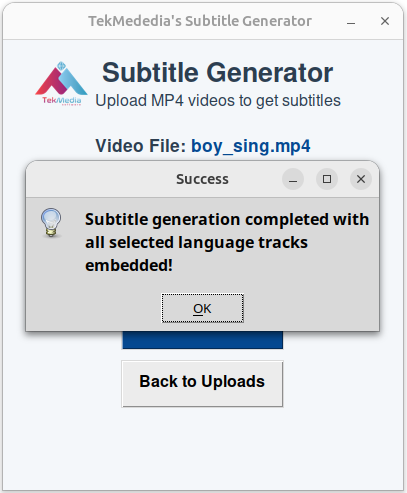 TekMededia's Subtitle Generator
Subtitle Generator
TekMedia
Upload MP4 videos to get subtitles
Video File: boy_sing.mp4
Success
Subtitle generation completed with
all selected language tracks
embedded!
OK
Back to Uploads